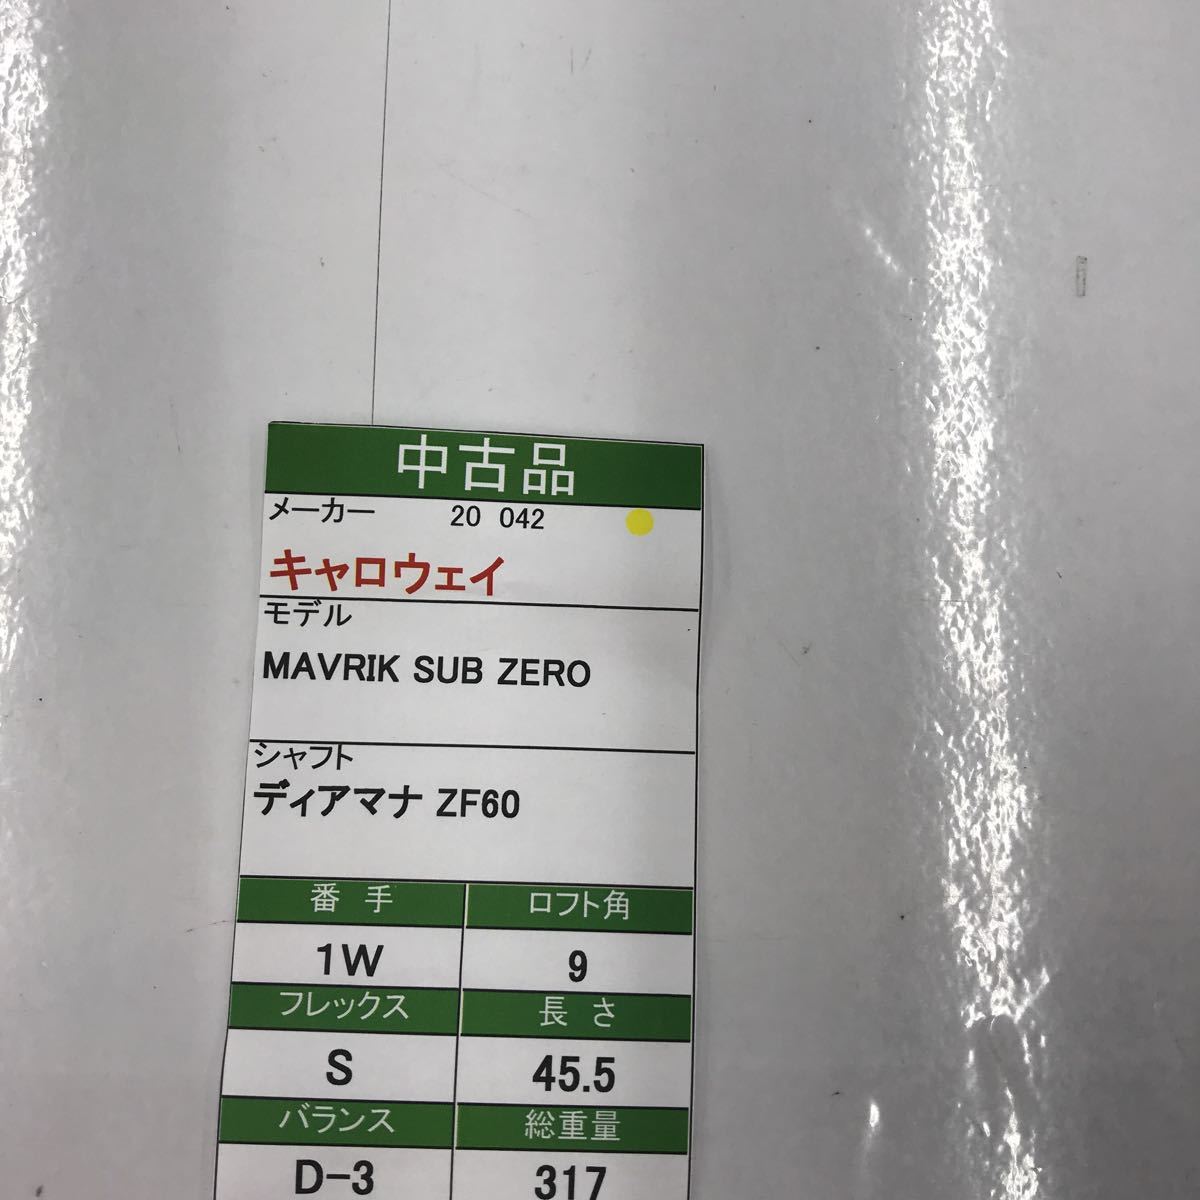 中古品
メーカー 20 042
キャロウェイ
モデル
MAVRIK SUB ZERO
シャフト
ディアマナ ZF60
番 手 ロフト角
1W 9
フレックス 長 さ
S 45.5
バランス 総重量
D-3 317